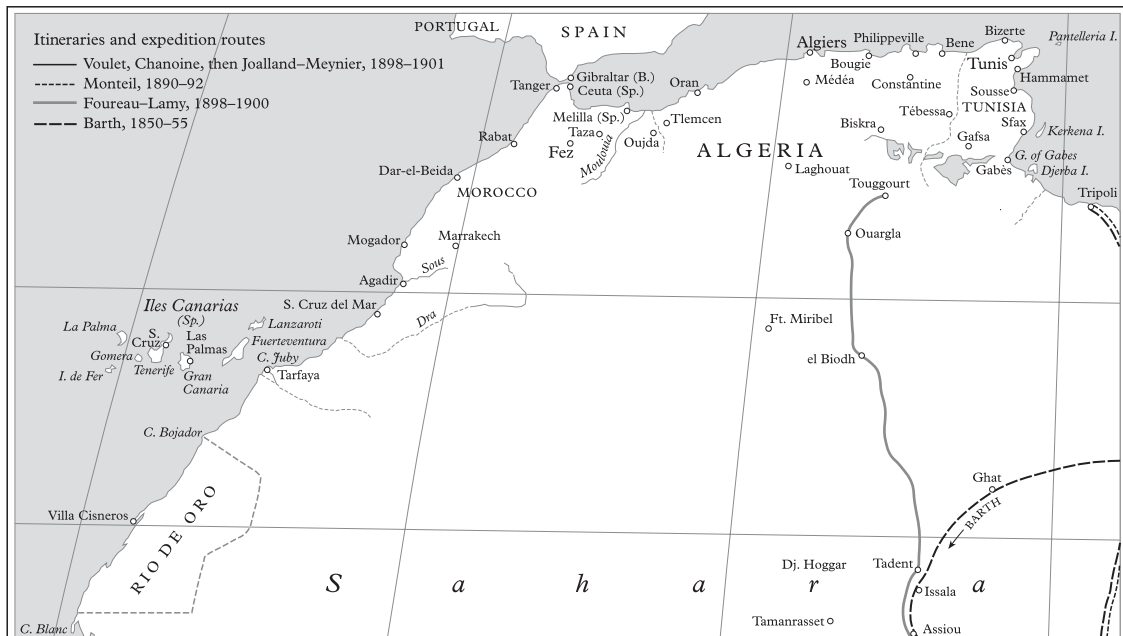 PORTUGAL
SPAIN
Itineraries and expedition routes
Voulet, Chanoine, then Joalland–Meynier, 1898–1901
Monteil, 1890–92
Foureau–Lamy, 1898–1900
Barth, 1850–55
Bizerte
Pantelleria I.
Algiers
Philippeville
Bene
Bougie
Tunis
Hammamet
Gibraltar (B.)
Ceuta (Sp.)
Tanger
Oran
Médéa
Constantine
Sousse
TUNISIA
Tébessa
Sfax
Melilla (Sp.)
Taza
Fez
Moulouia
Oujda
Tlemcen
Biskra
Gafsa
Kerkena I.
Rabat
ALGERIA
G. of Gabes
Gabès
Djerba I.
Laghouat
Touggourt
Tripoli
Dar-el-Beida
MOROCCO
Ouargla
Mogador
Marrakech
Sous
Agadir
Iles Canarias
(Sp.)
S. Cruz del Mar
Dra
Ft. Miribel
La Palma
S.
Cruz
Las
Palmas
Lanzaroti
Fuerteventura
Gomera
Tenerife
C. Juby
el Biodh
I. de Fer
Gran
Canaria
Tarfaya
C. Bojador
Ghat
BARTH
Villa Cisneros
RIO DE ORO
Sahara
Dj. Hoggar
Tadent
Issala
Tamanrasset
Assiou
C. Blanc